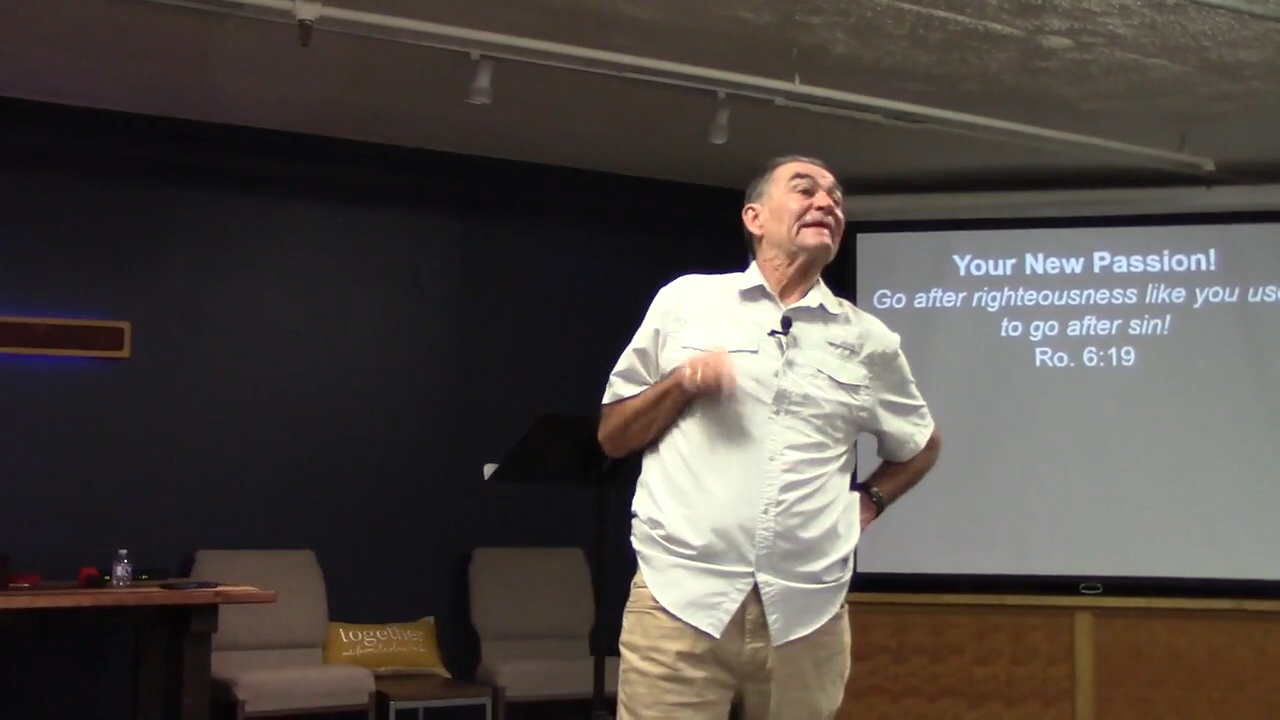 Your New Passion!
Go after righteousness like you use
to go after sin!
Ro. 6:19
together